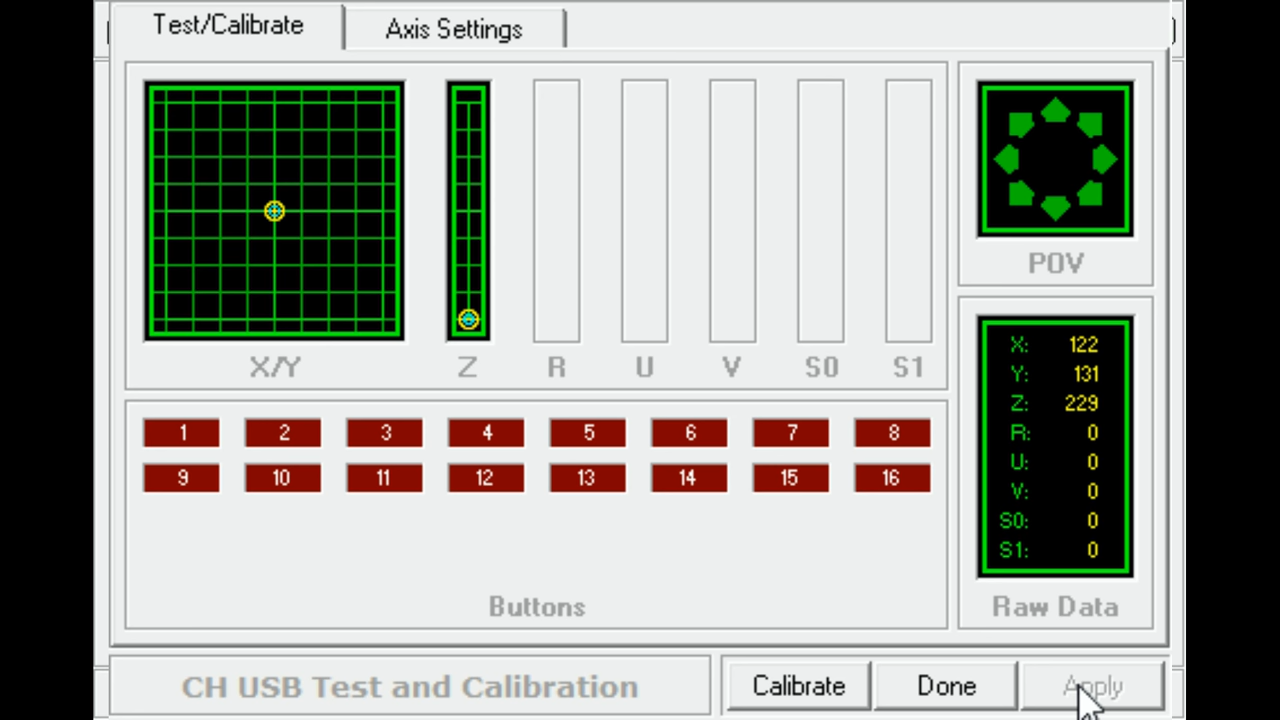 Test/Calibrate Axis Settings
X/Y Z R U V S0 S1
POV
X: 122
Y: 131
Z: 229
R: 0
U: 0
V: 0
S0: 0
S1: 0
Raw Data
1 2 3 4 5 6 7 8
9 10 11 12 13 14 15 16
Buttons
CH USB Test and Calibration
Calibrate Done Apply